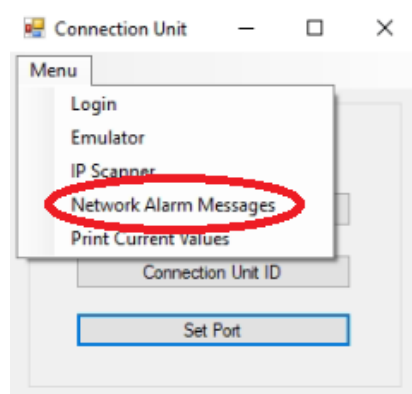 Connection Unit
Menu
Login
Emulator
IP Scanner
Network Alarm Messages
Print Current Values
Connection Unit ID
Set Port